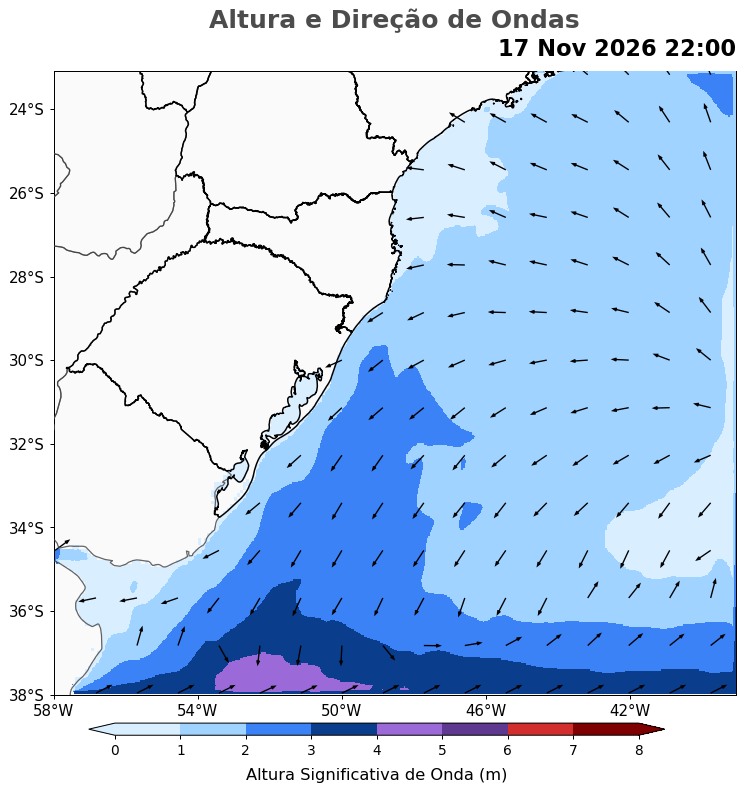 Altura e Direção de Ondas
17 Nov 2026 22:00
24°S
26°S
28°S
30°S
32°S
34°S
36°S
38°S
58°W 54°W 50°W 46°W 42°W
0 1 2 3 4 5 6 7 8
Altura Significativa de Onda (m)